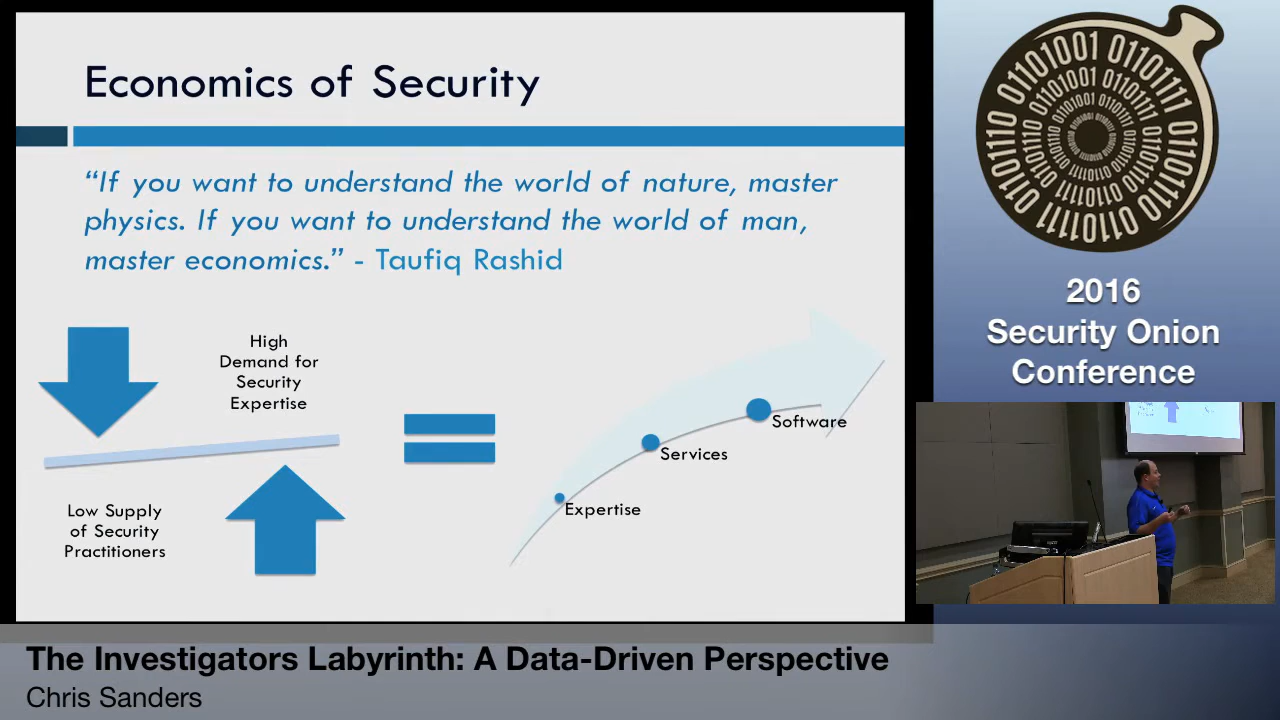 Economics of Security
“If you want to understand the world of nature, master
physics. If you want to understand the world of man,
master economics.” - Taufiq Rashid
High
Demand for
Security
Expertise
Low Supply
of Security
Practitioners
Software
Services
Expertise
2016
Security Onion
Conference
The Investigators Labyrinth: A Data-Driven Perspective
Chris Sanders